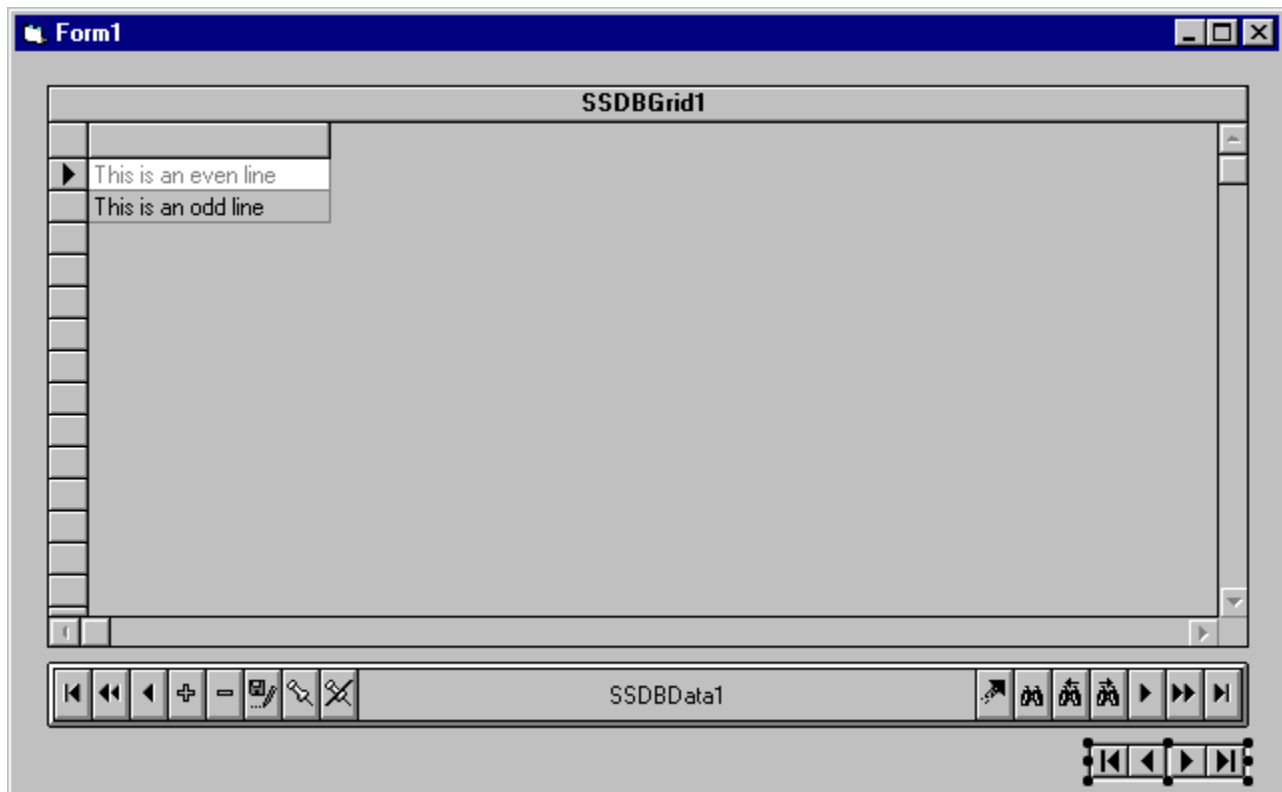 Form1
SSDBGrid1
This is an even line
This is an odd line
SSDBData1